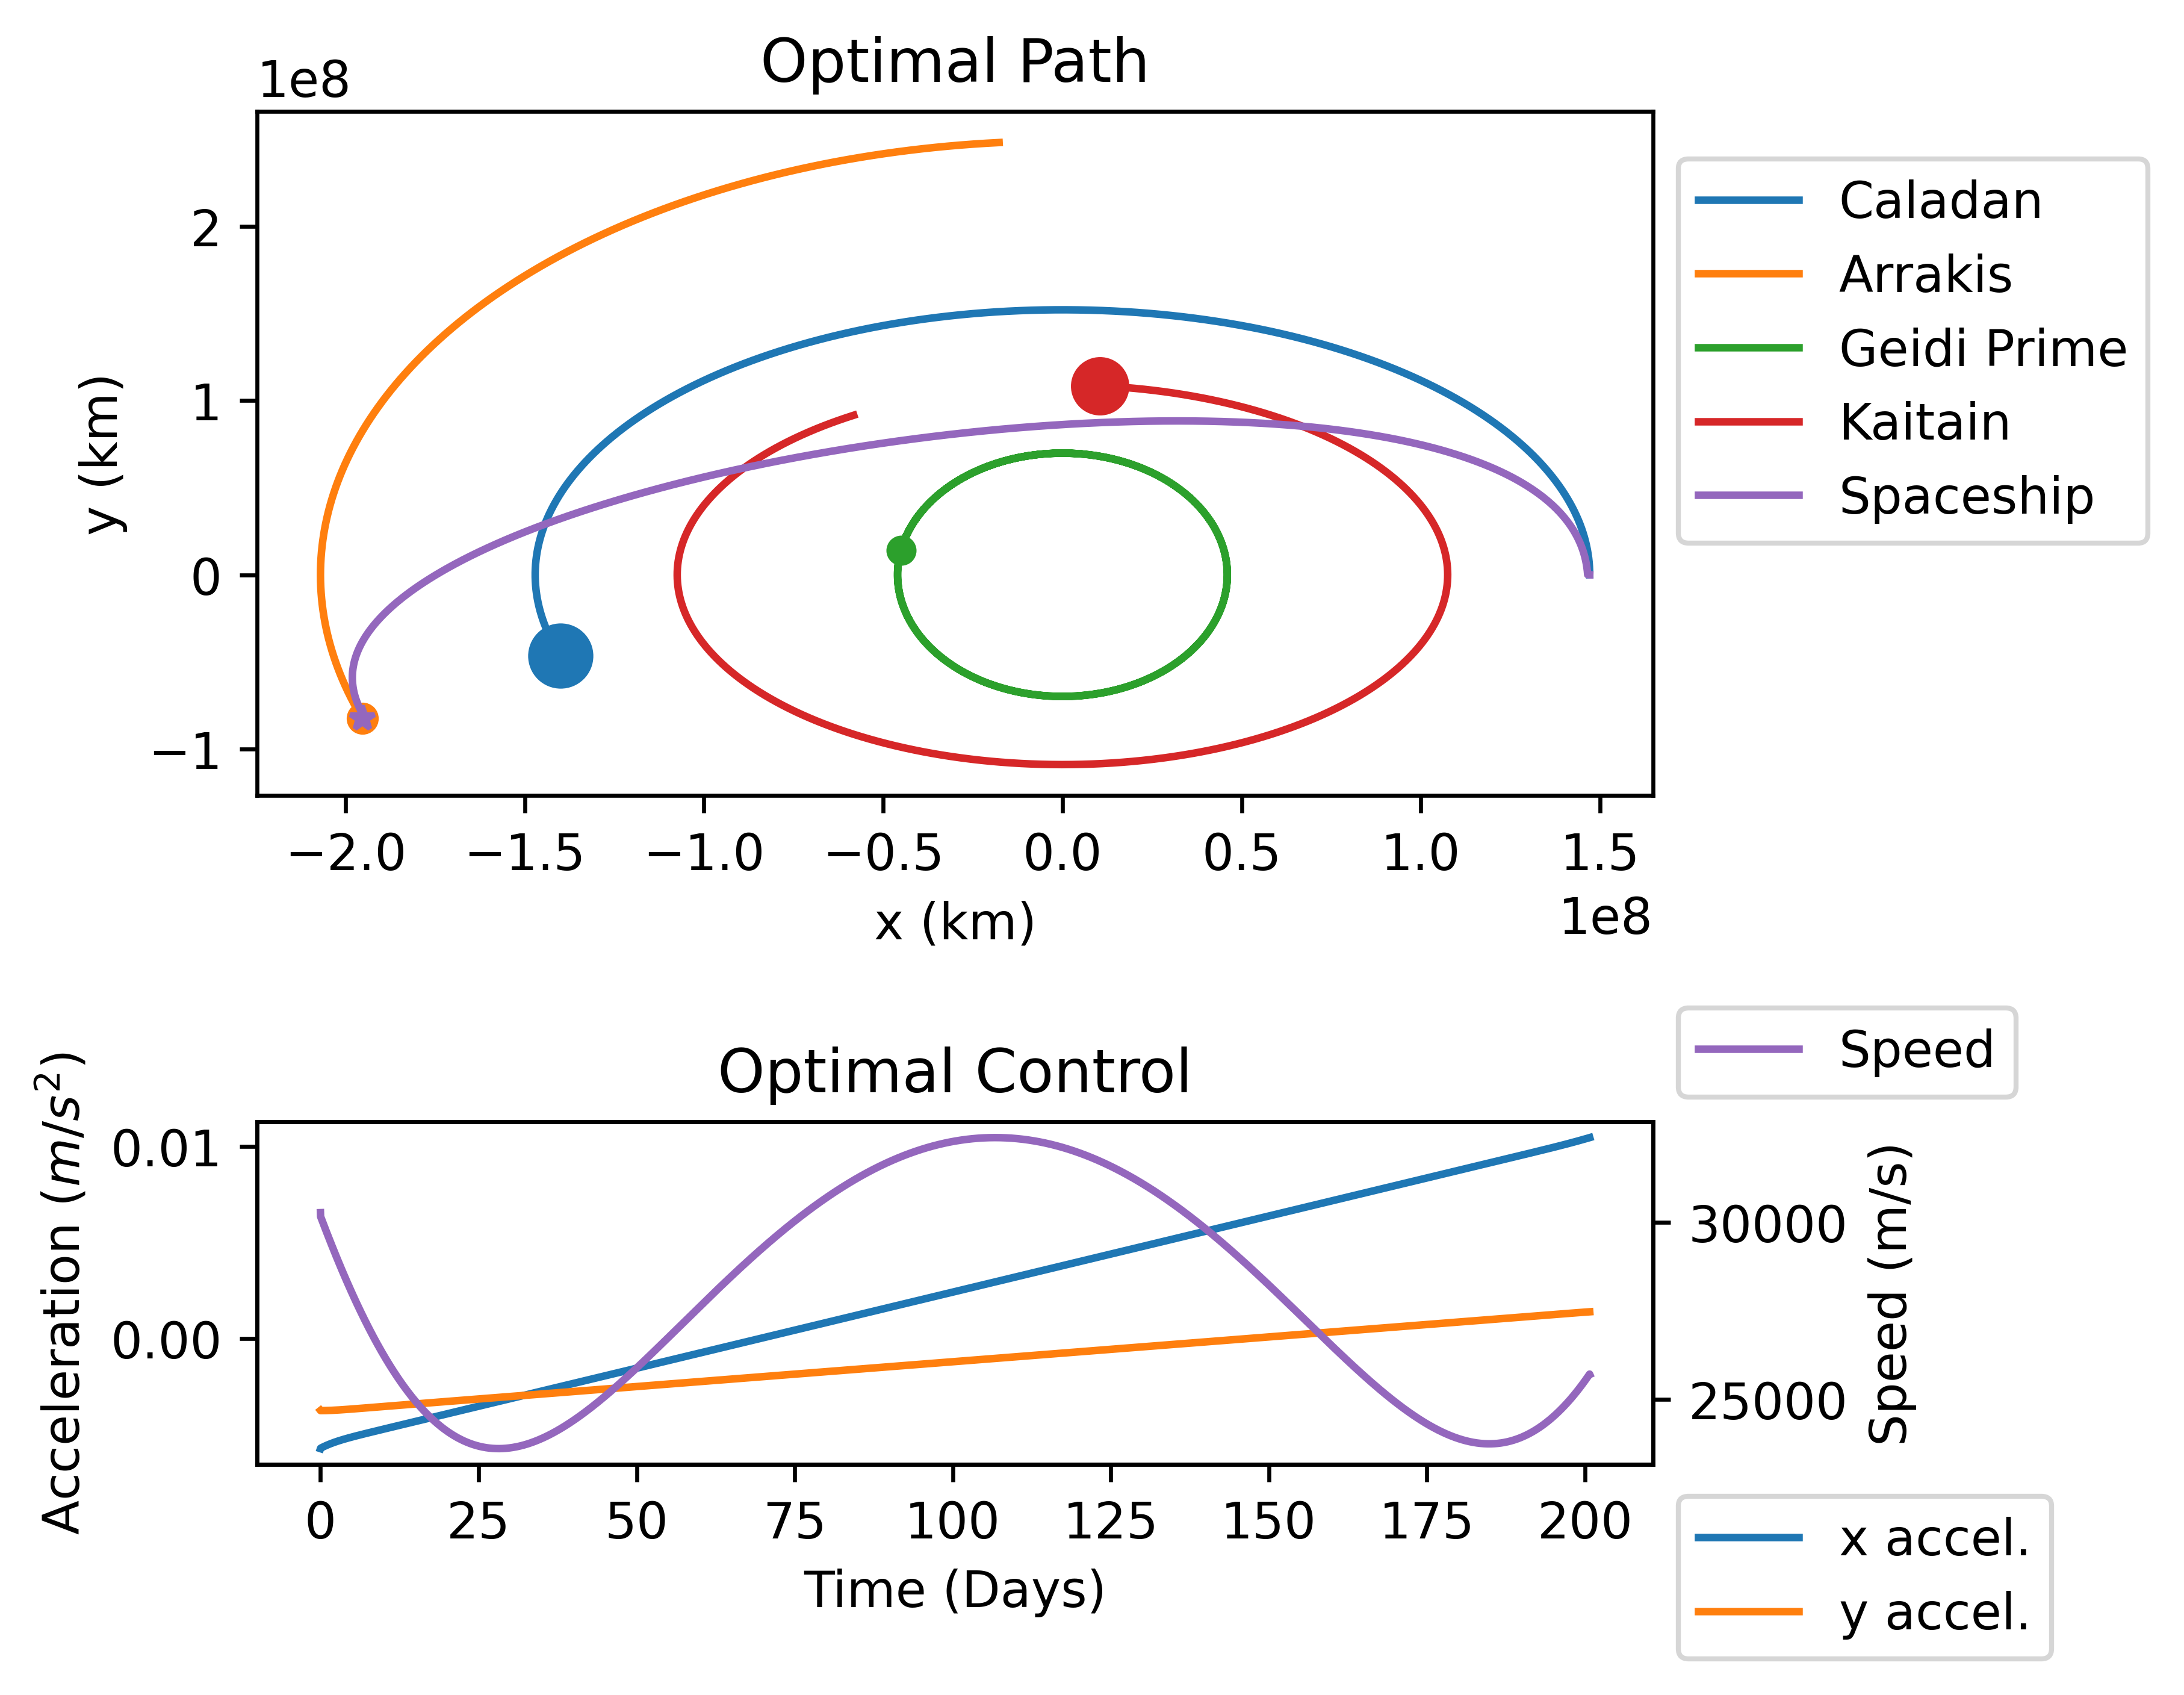 Optimal Path
1e8
2
1
0
−1
y (km)
−2.0 −1.5 −1.0 −0.5 0.0 0.5 1.0 1.5
x (km)
1e8
Caladan
Arrakis
Geidi Prime
Kaitain
Spaceship
Optimal Control
Speed
0.01
0.00
Acceleration (m/s²)
30000
25000
Speed (m/s)
0 25 50 75 100 125 150 175 200
Time (Days)
x accel.
y accel.